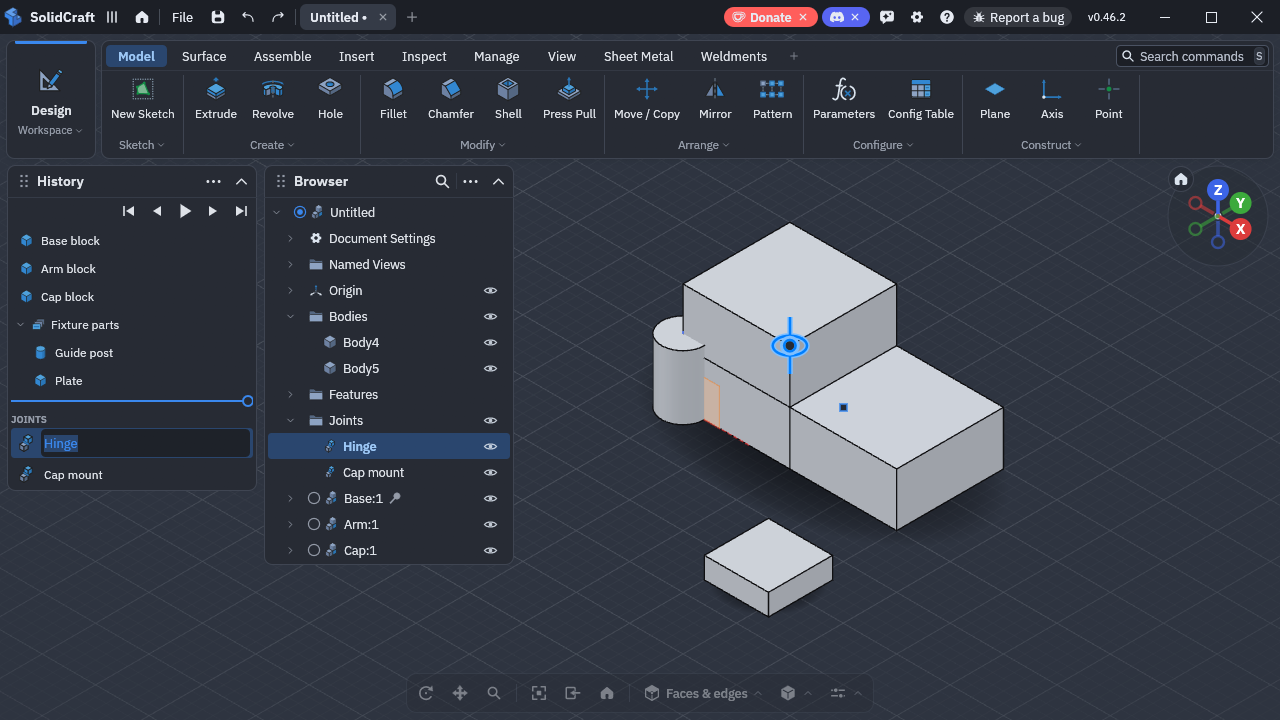 SolidCraft
File
Untitled •
Donate
Report a bug
v0.46.2
Design
Workspace
Model
Surface
Assemble
Insert
Inspect
Manage
View
Sheet Metal
Weldments
Search commands
S
New Sketch
Extrude
Revolve
Hole
Fillet
Chamfer
Shell
Press Pull
Move / Copy
Mirror
Pattern
Parameters
Config Table
Plane
Axis
Point
Sketch
Create
Modify
Arrange
Configure
Construct
History
Base block
Arm block
Cap block
Fixture parts
Guide post
Plate
JOINTS
Hinge
Cap mount
Browser
Untitled
Document Settings
Named Views
Origin
Bodies
Body4
Body5
Features
Joints
Hinge
Cap mount
Base:1
Arm:1
Cap:1
Z
Y
X
Faces & edges